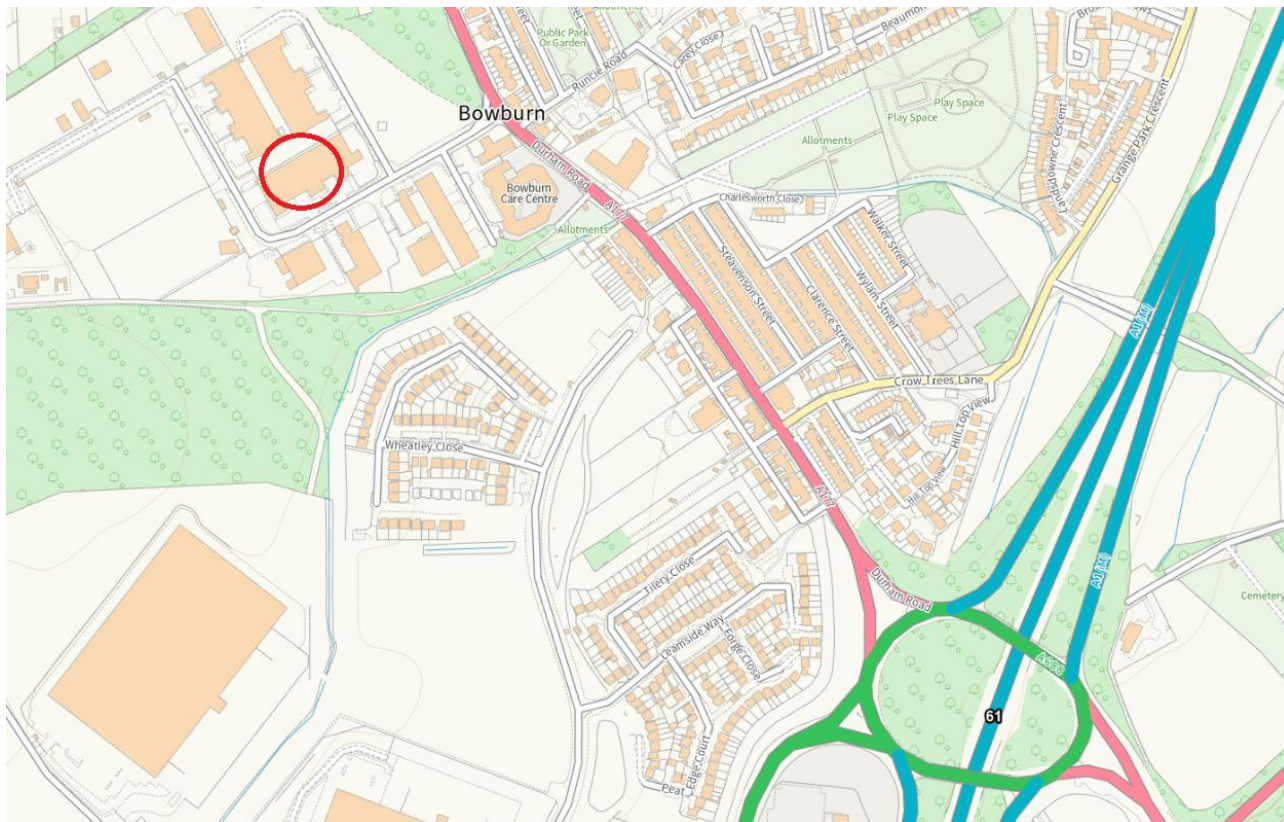 Allotments
Public Park
Or Garden
Runcie Road
Carey Close
Beaumont
Bowburn
Play Space
Play Space
Allotments
Landsdowne Crescent
Grange Park Crescent
Durham Road
A177
Bowburn
Care Centre
Allotments
Charlesworth Close
Walker Street
Steavenson Street
Clarence Street
Wylam Street
A1(M)
Crow Trees Lane
Hill Top View
Hill Top View
Wheatley Close
A177
Tilery Close
Durham Road
A1(M)
Cemetery
Leamside Way
Forge Close
A688
61
Peat Edge Court